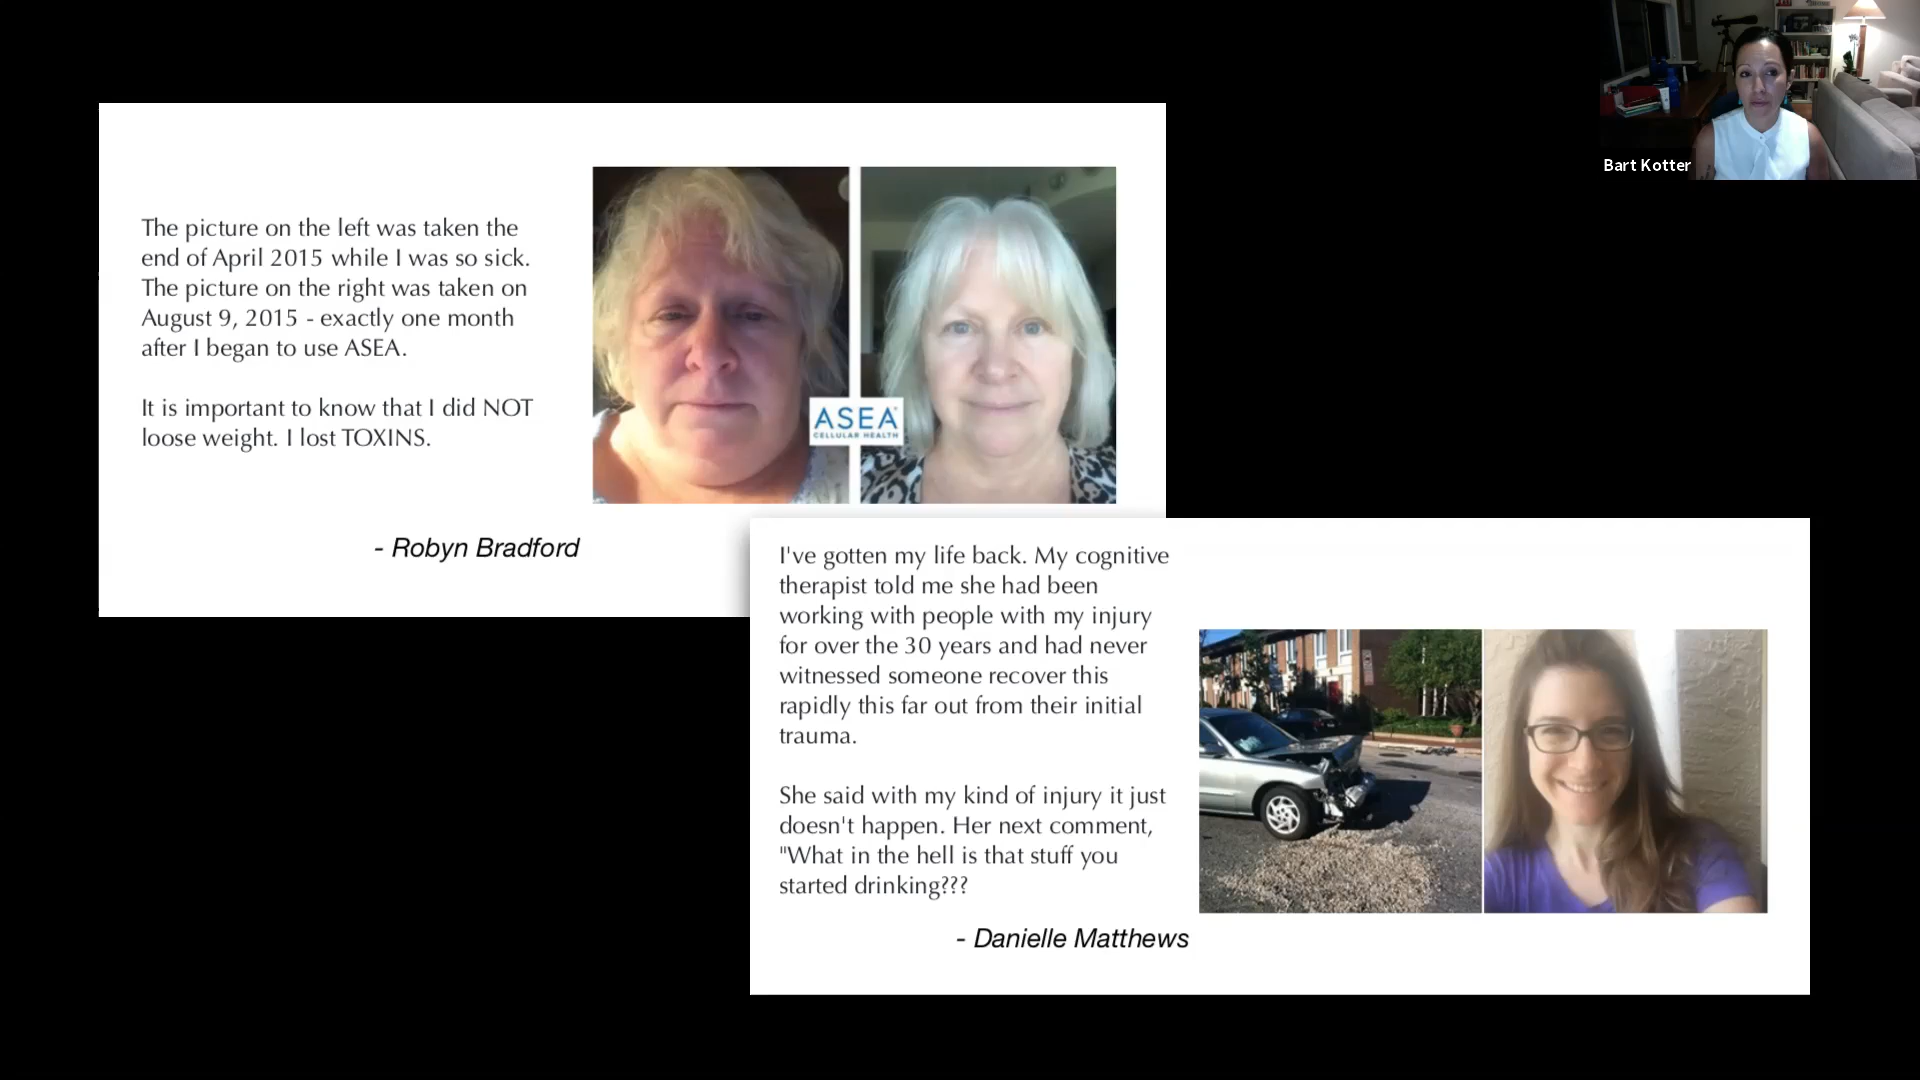 Bart Kotter
The picture on the left was taken the
end of April 2015 while I was so sick.
The picture on the right was taken on
August 9, 2015 - exactly one month
after I began to use ASEA.
It is important to know that I did NOT
loose weight. I lost TOXINS.
- Robyn Bradford
ASEA
CELLULAR HEALTH
I've gotten my life back. My cognitive
therapist told me she had been
working with people with my injury
for over the 30 years and had never
witnessed someone recover this
rapidly this far out from their initial
trauma.
She said with my kind of injury it just
doesn't happen. Her next comment,
"What in the hell is that stuff you
started drinking???
- Danielle Matthews